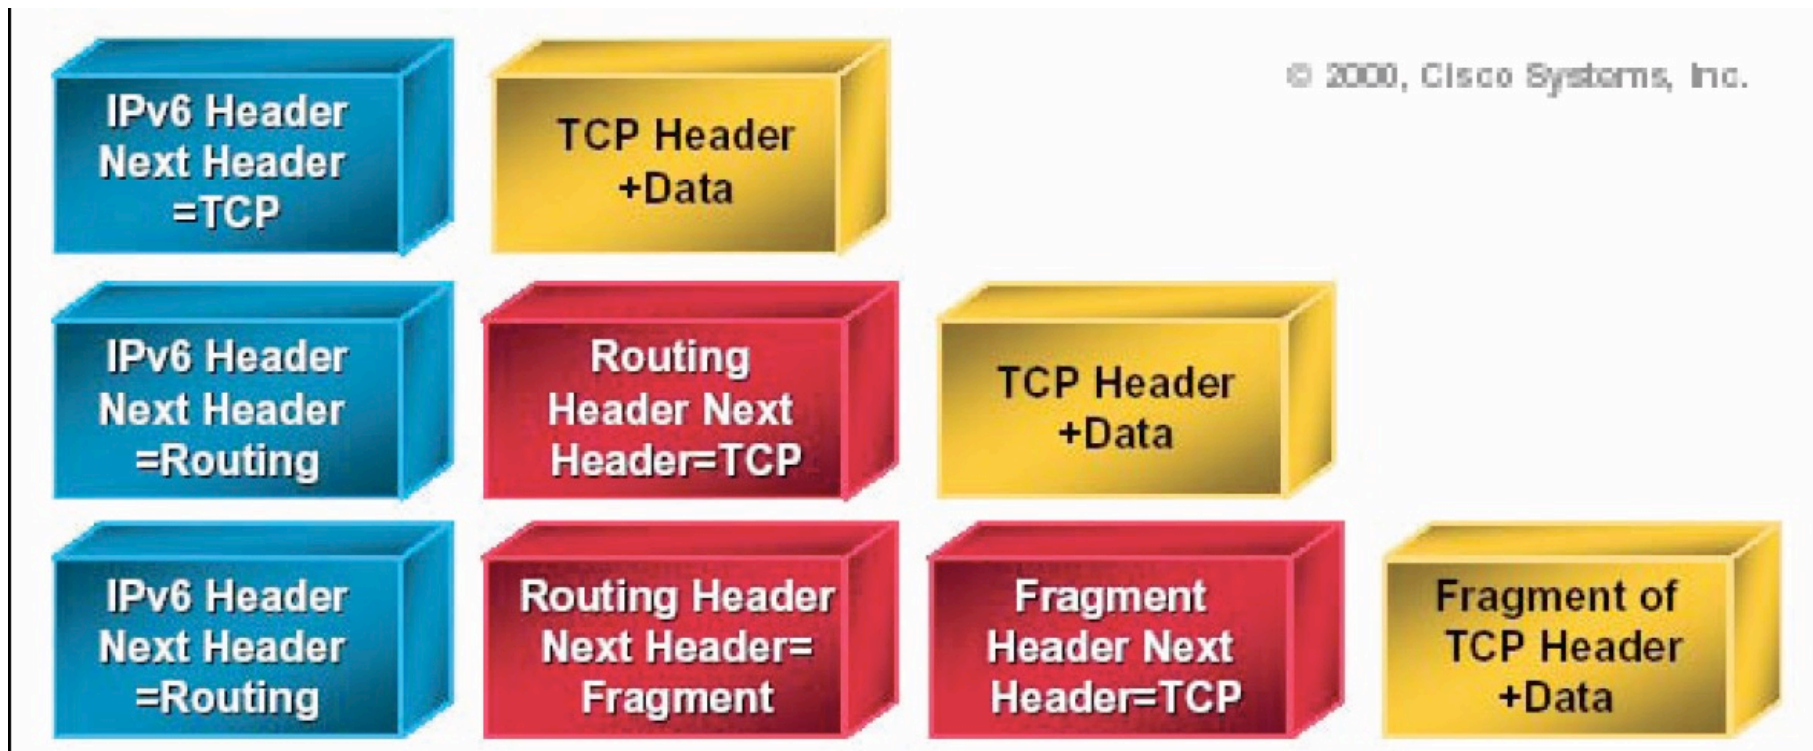 IPv6 Header
Next Header
=TCP
TCP Header
+Data
© 2000, Cisco Systems, Inc.
IPv6 Header
Next Header
=Routing
Routing
Header Next
Header=TCP
TCP Header
+Data
IPv6 Header
Next Header
=Routing
Routing Header
Next Header=
Fragment
Fragment
Header Next
Header=TCP
Fragment of
TCP Header
+Data